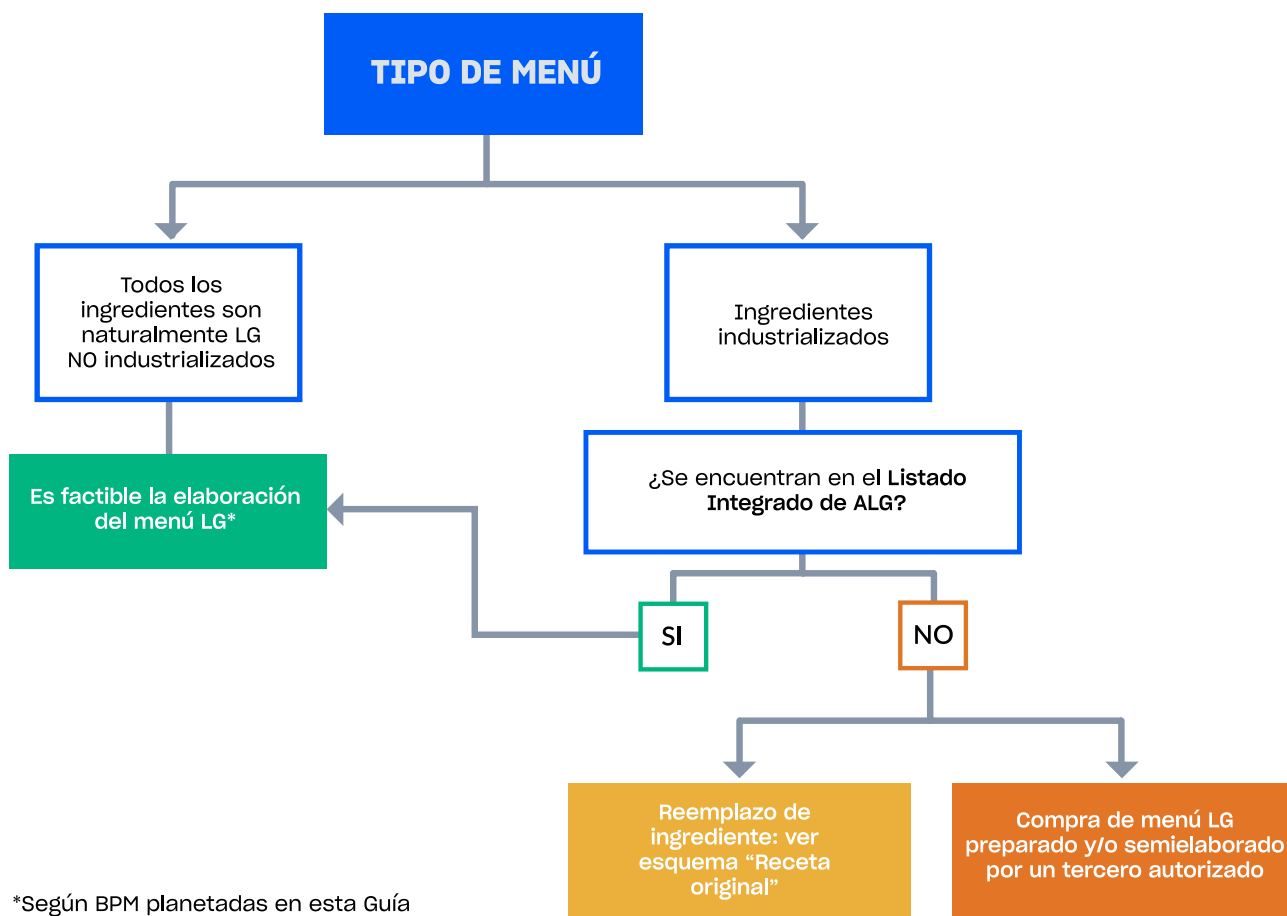 TIPO DE MENÚ
Todos los
ingredientes son
naturalmente LG
NO industrializados
Ingredientes
industrializados
Es factible la elaboración
del menú LG*
¿Se encuentran en el Listado
Integrado de ALG?
SI
NO
Reemplazo de
ingrediente: ver
esquema “Receta
original”
Compra de menú LG
preparado y/o semielaborado
por un tercero autorizado
*Según BPM planetadas en esta Guía